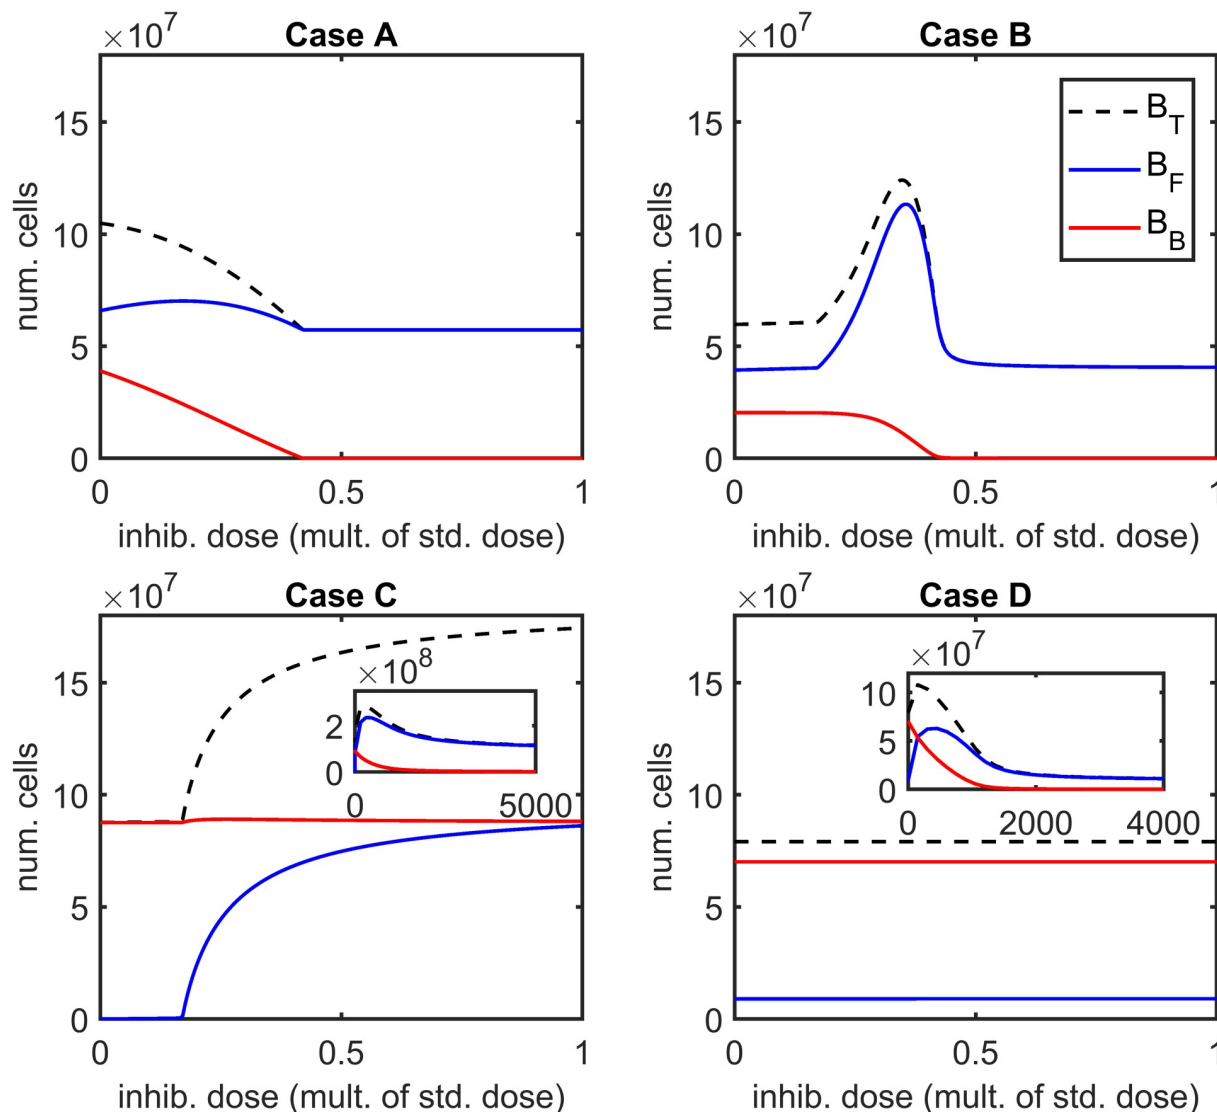 Case A
×10^7
15
10
5
0
num. cells
0 0.5 1
inhib. dose (mult. of std. dose)
Case B
×10^7
B_T
B_F
B_B
15
10
5
0
num. cells
0 0.5 1
inhib. dose (mult. of std. dose)
Case C
×10^7
15
10
5
0
num. cells
×10^8
2
0
0 5000
0 0.5 1
inhib. dose (mult. of std. dose)
Case D
×10^7
15
10
5
0
num. cells
×10^7
10
5
0
0 2000 4000
0 0.5 1
inhib. dose (mult. of std. dose)